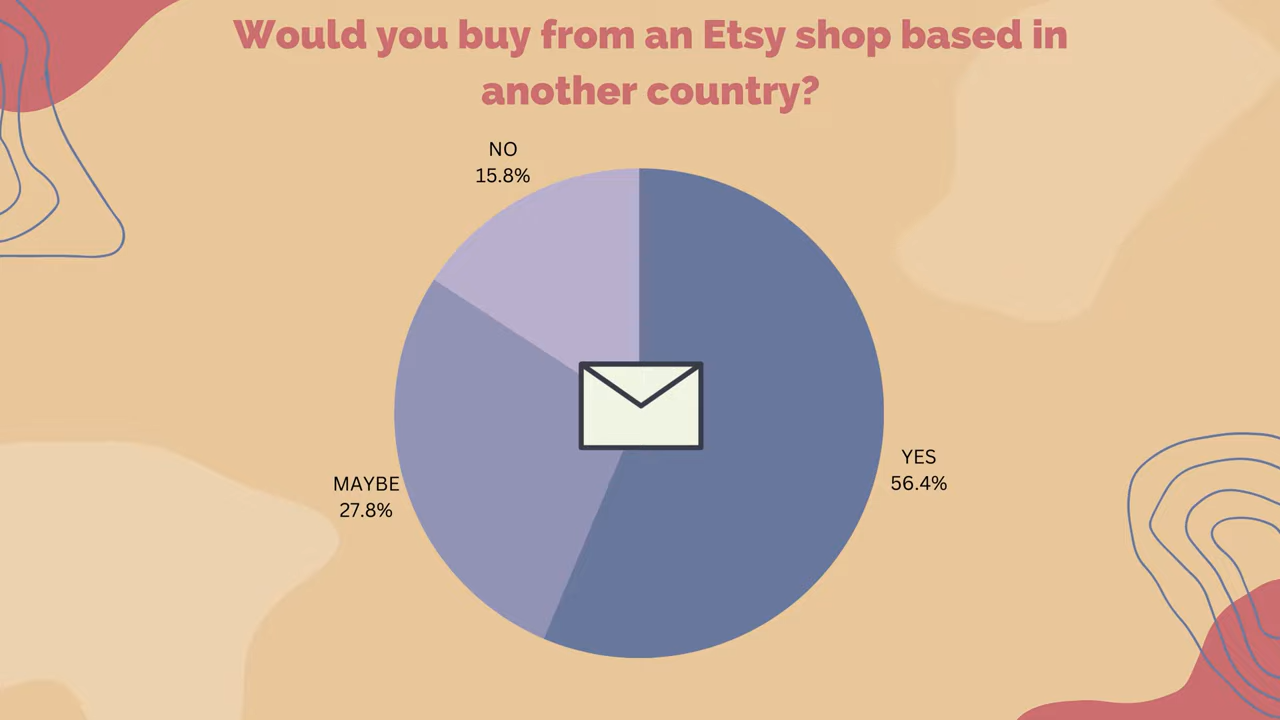 Would you buy from an Etsy shop based in
another country?
NO
15.8%
YES
56.4%
MAYBE
27.8%